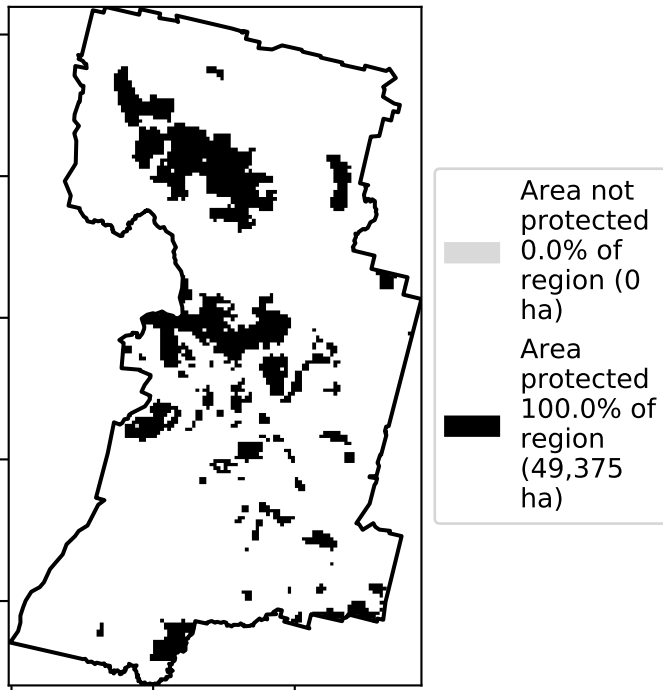 Area not
protected
0.0% of
region (0
ha)
Area
protected
100.0% of
region
(49,375
ha)